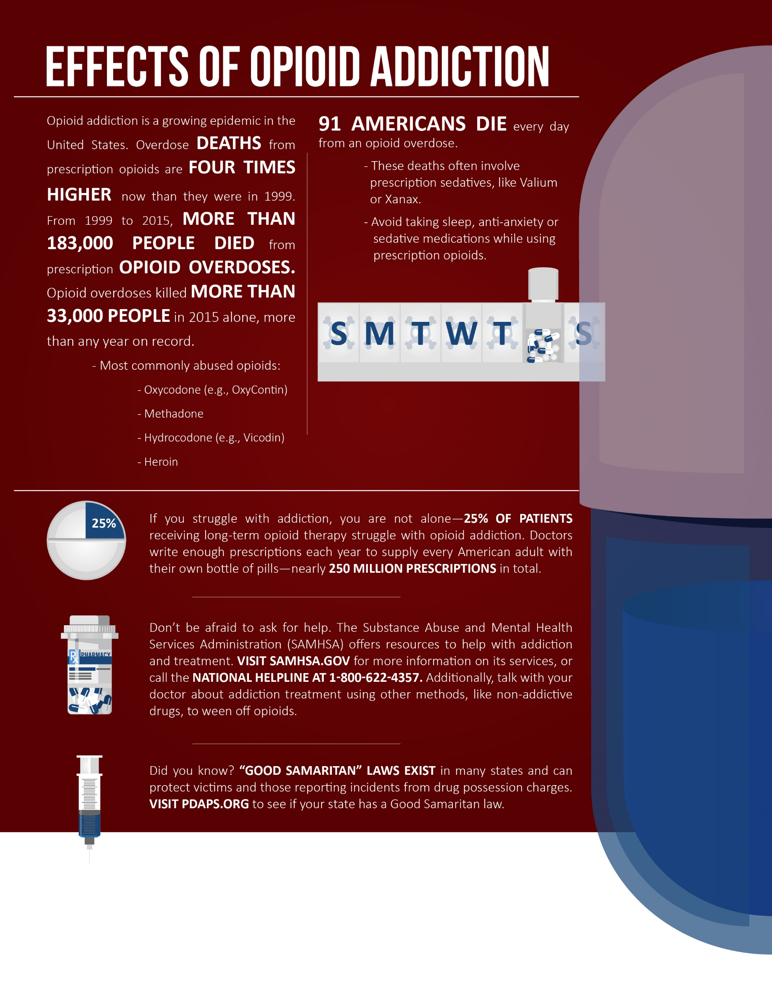 EFFECTS OF OPIOID ADDICTION
Opioid addiction is a growing epidemic in the
United States. Overdose DEATHS from
prescription opioids are FOUR TIMES
HIGHER now than they were in 1999.
From 1999 to 2015, MORE THAN
183,000 PEOPLE DIED from
prescription OPIOID OVERDOSES.
Opioid overdoses killed MORE THAN
33,000 PEOPLE in 2015 alone, more
than any year on record.
- Most commonly abused opioids:
- Oxycodone (e.g., OxyContin)
- Methadone
- Hydrocodone (e.g., Vicodin)
- Heroin
91 AMERICANS DIE every day
from an opioid overdose.
- These deaths often involve
prescription sedatives, like Valium
or Xanax.
- Avoid taking sleep, anti-anxiety or
sedative medications while using
prescription opioids.
S M T W T S
25%
If you struggle with addiction, you are not alone—25% OF PATIENTS
receiving long-term opioid therapy struggle with opioid addiction. Doctors
write enough prescriptions each year to supply every American adult with
their own bottle of pills—nearly 250 MILLION PRESCRIPTIONS in total.
Rx PHARMACY
Don’t be afraid to ask for help. The Substance Abuse and Mental Health
Services Administration (SAMHSA) offers resources to help with addiction
and treatment. VISIT SAMHSA.GOV for more information on its services, or
call the NATIONAL HELPLINE AT 1-800-622-4357. Additionally, talk with your
doctor about addiction treatment using other methods, like non-addictive
drugs, to ween off opioids.
Did you know? “GOOD SAMARITAN” LAWS EXIST in many states and can
protect victims and those reporting incidents from drug possession charges.
VISIT PDAPS.ORG to see if your state has a Good Samaritan law.